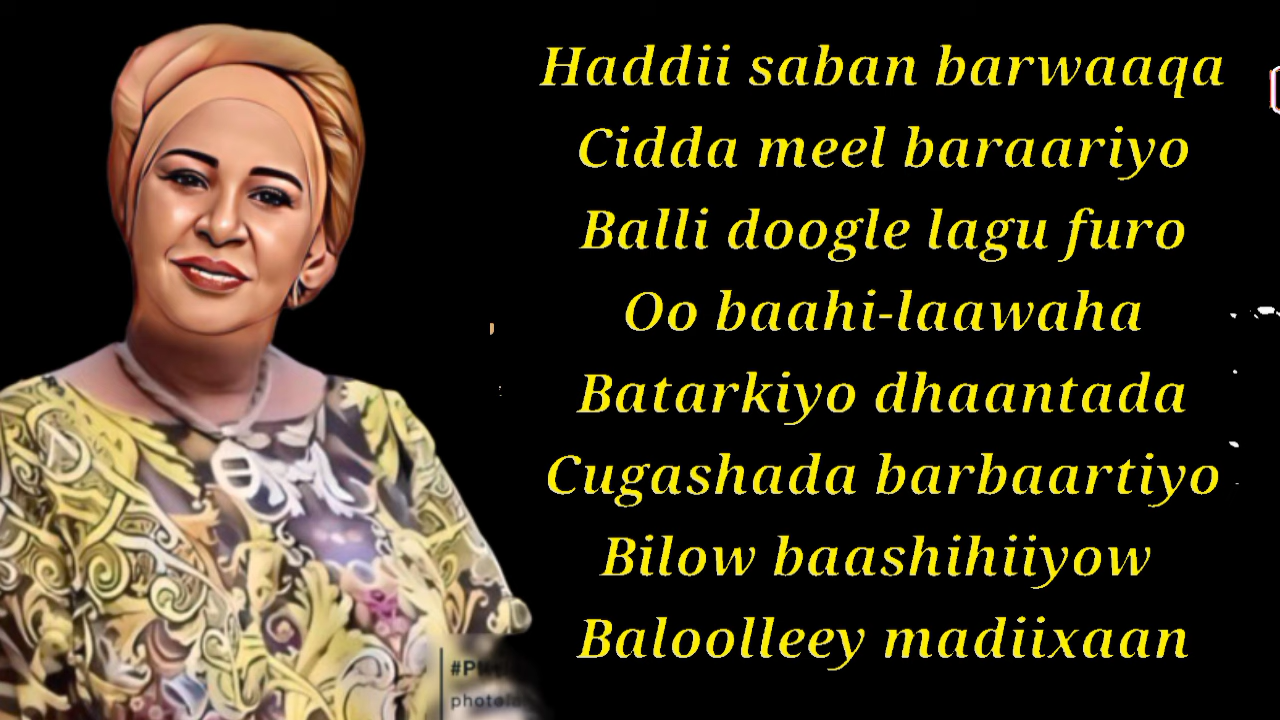 Haddii saban barwaaqa
Cidda meel baraariyo
Balli doogle lagu furo
Oo baahi-laawaha
Batarkiyo dhaantada
Cugashada barbaartiyo
Bilow baashihiiyow
Baloolleey madiixaan